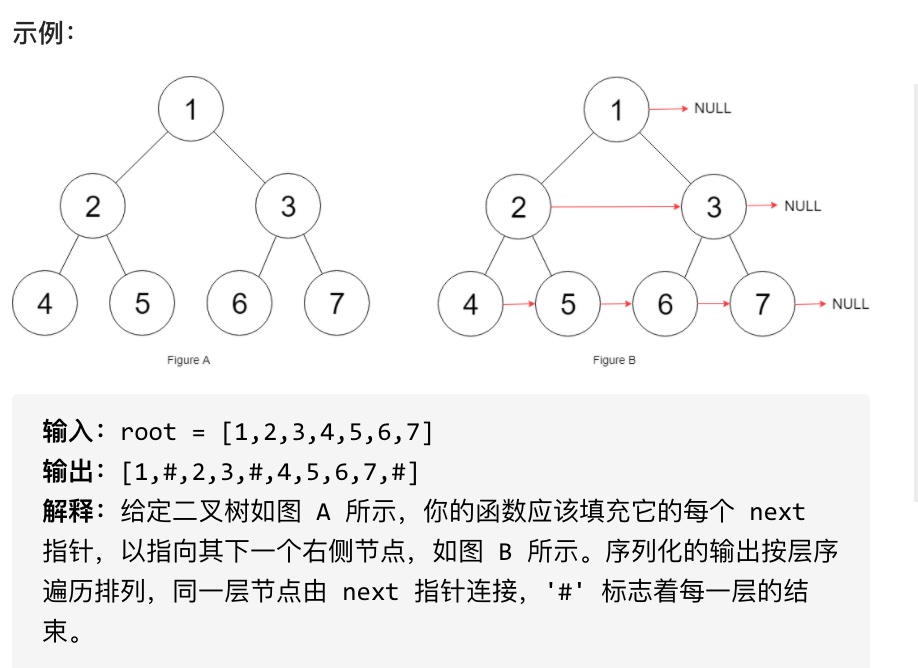 示例：
1
1 → NULL
2
3
2 → 3 → NULL
4
5
6
7
4 → 5 → 6 → 7 → NULL
Figure A
Figure B
输入：root = [1,2,3,4,5,6,7]
输出：[1,#,2,3,#,4,5,6,7,#]
解释：给定二叉树如图 A 所示，你的函数应该填充它的每个 next
指针，以指向其下一个右侧节点，如图 B 所示。序列化的输出按层序
遍历排列，同一层节点由 next 指针连接，'#' 标志着每一层的结
束。